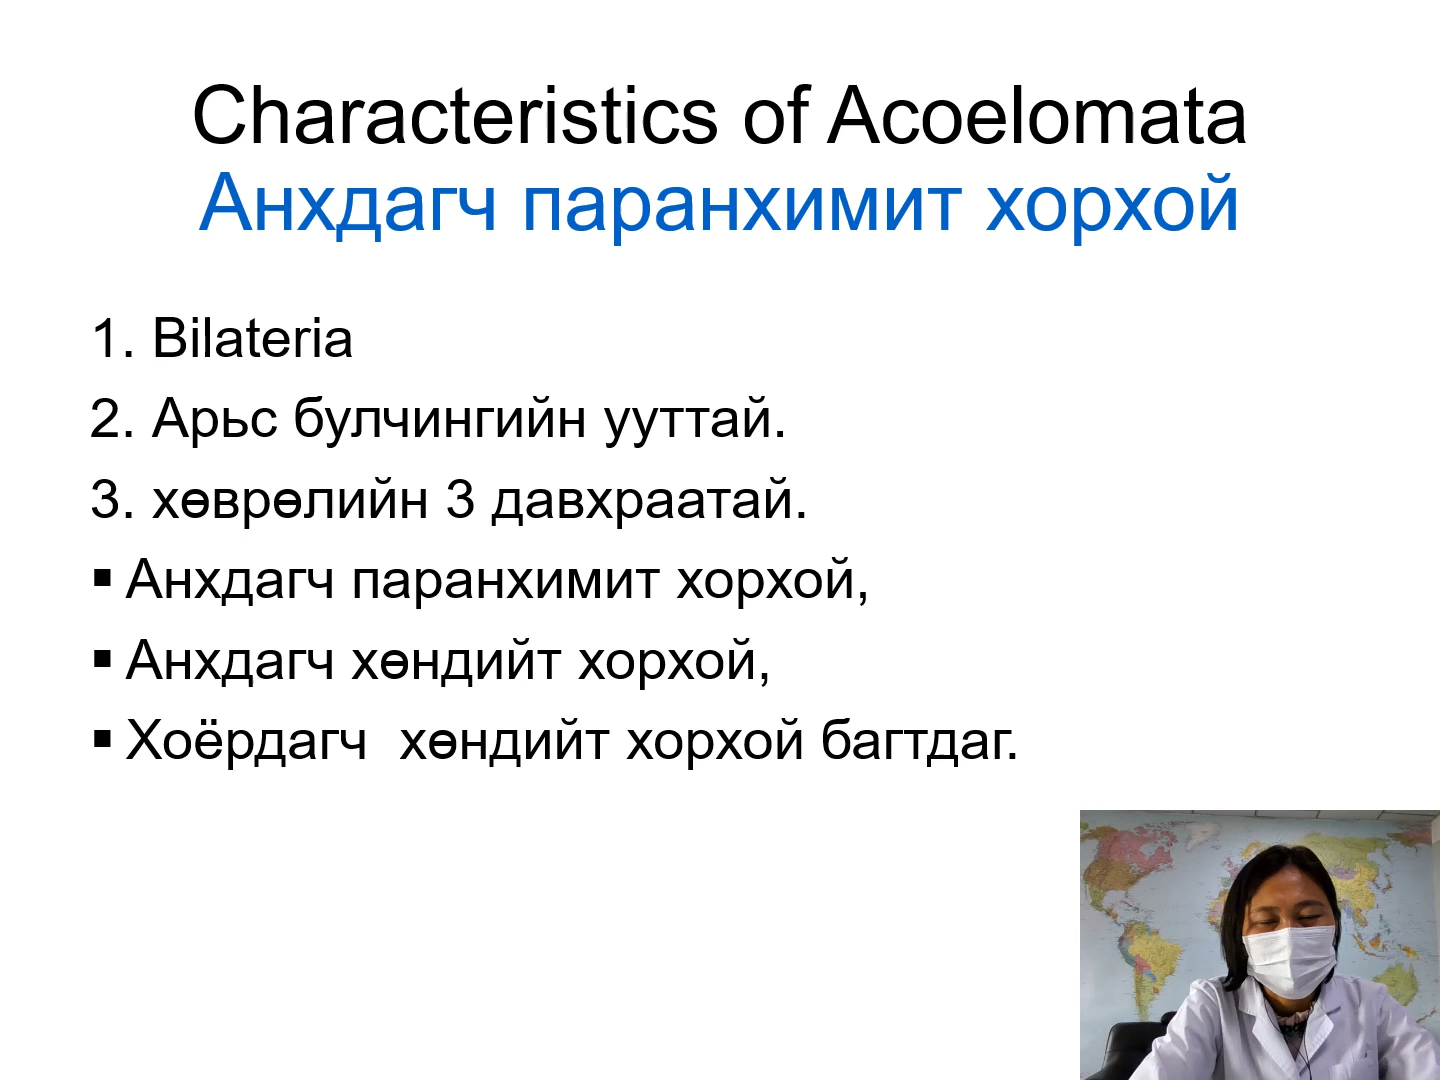 Characteristics of Acoelomata
Анхдагч паранхимит хорхой
1. Bilateria
2. Арьс булчингийн ууттай.
3. хөврөлийн 3 давхраатай.
▪ Анхдагч паранхимит хорхой,
▪ Анхдагч хөндийт хорхой,
▪ Хоёрдагч  хөндийт хорхой багтдаг.